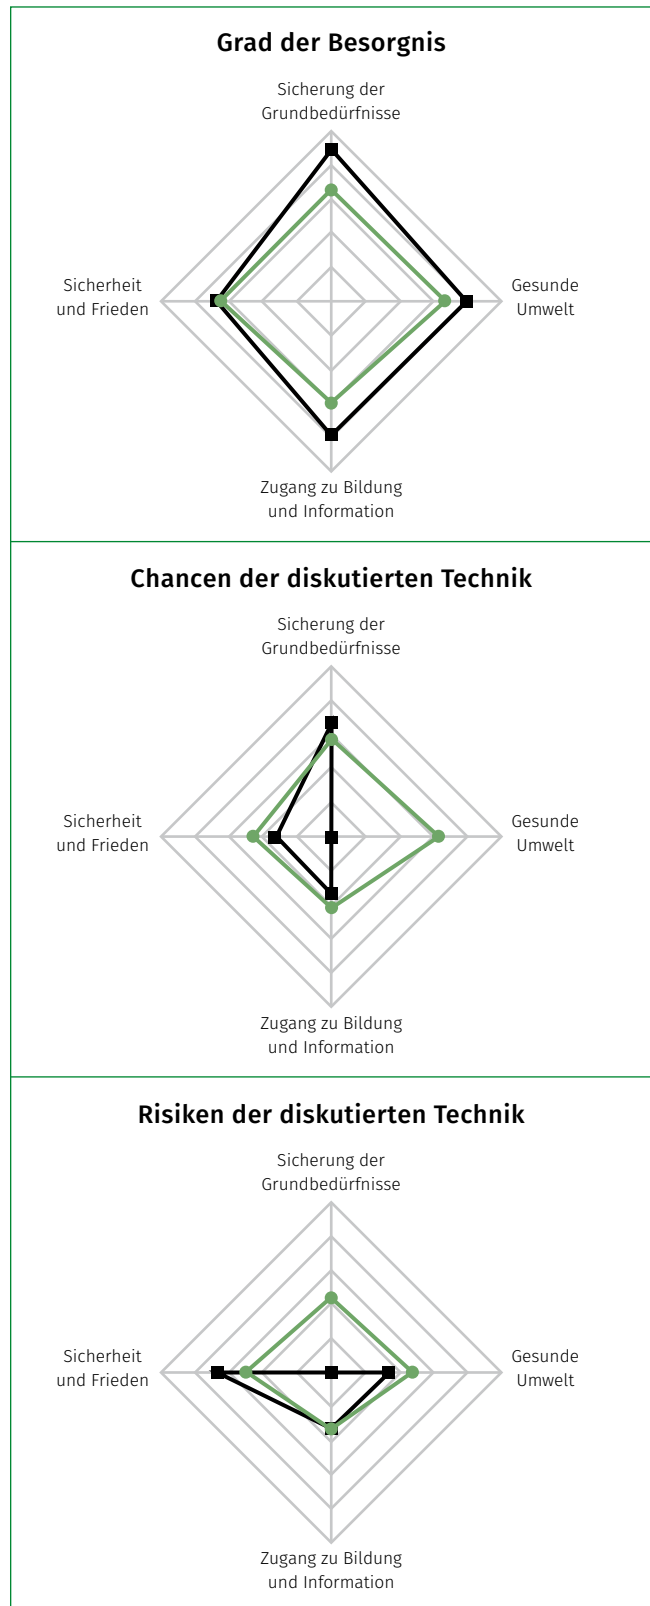 Grad der Besorgnis
Sicherung der
Grundbedürfnisse
Sicherheit
und Frieden
Gesunde
Umwelt
Zugang zu Bildung
und Information
Chancen der diskutierten Technik
Sicherung der
Grundbedürfnisse
Sicherheit
und Frieden
Gesunde
Umwelt
Zugang zu Bildung
und Information
Risiken der diskutierten Technik
Sicherung der
Grundbedürfnisse
Sicherheit
und Frieden
Gesunde
Umwelt
Zugang zu Bildung
und Information